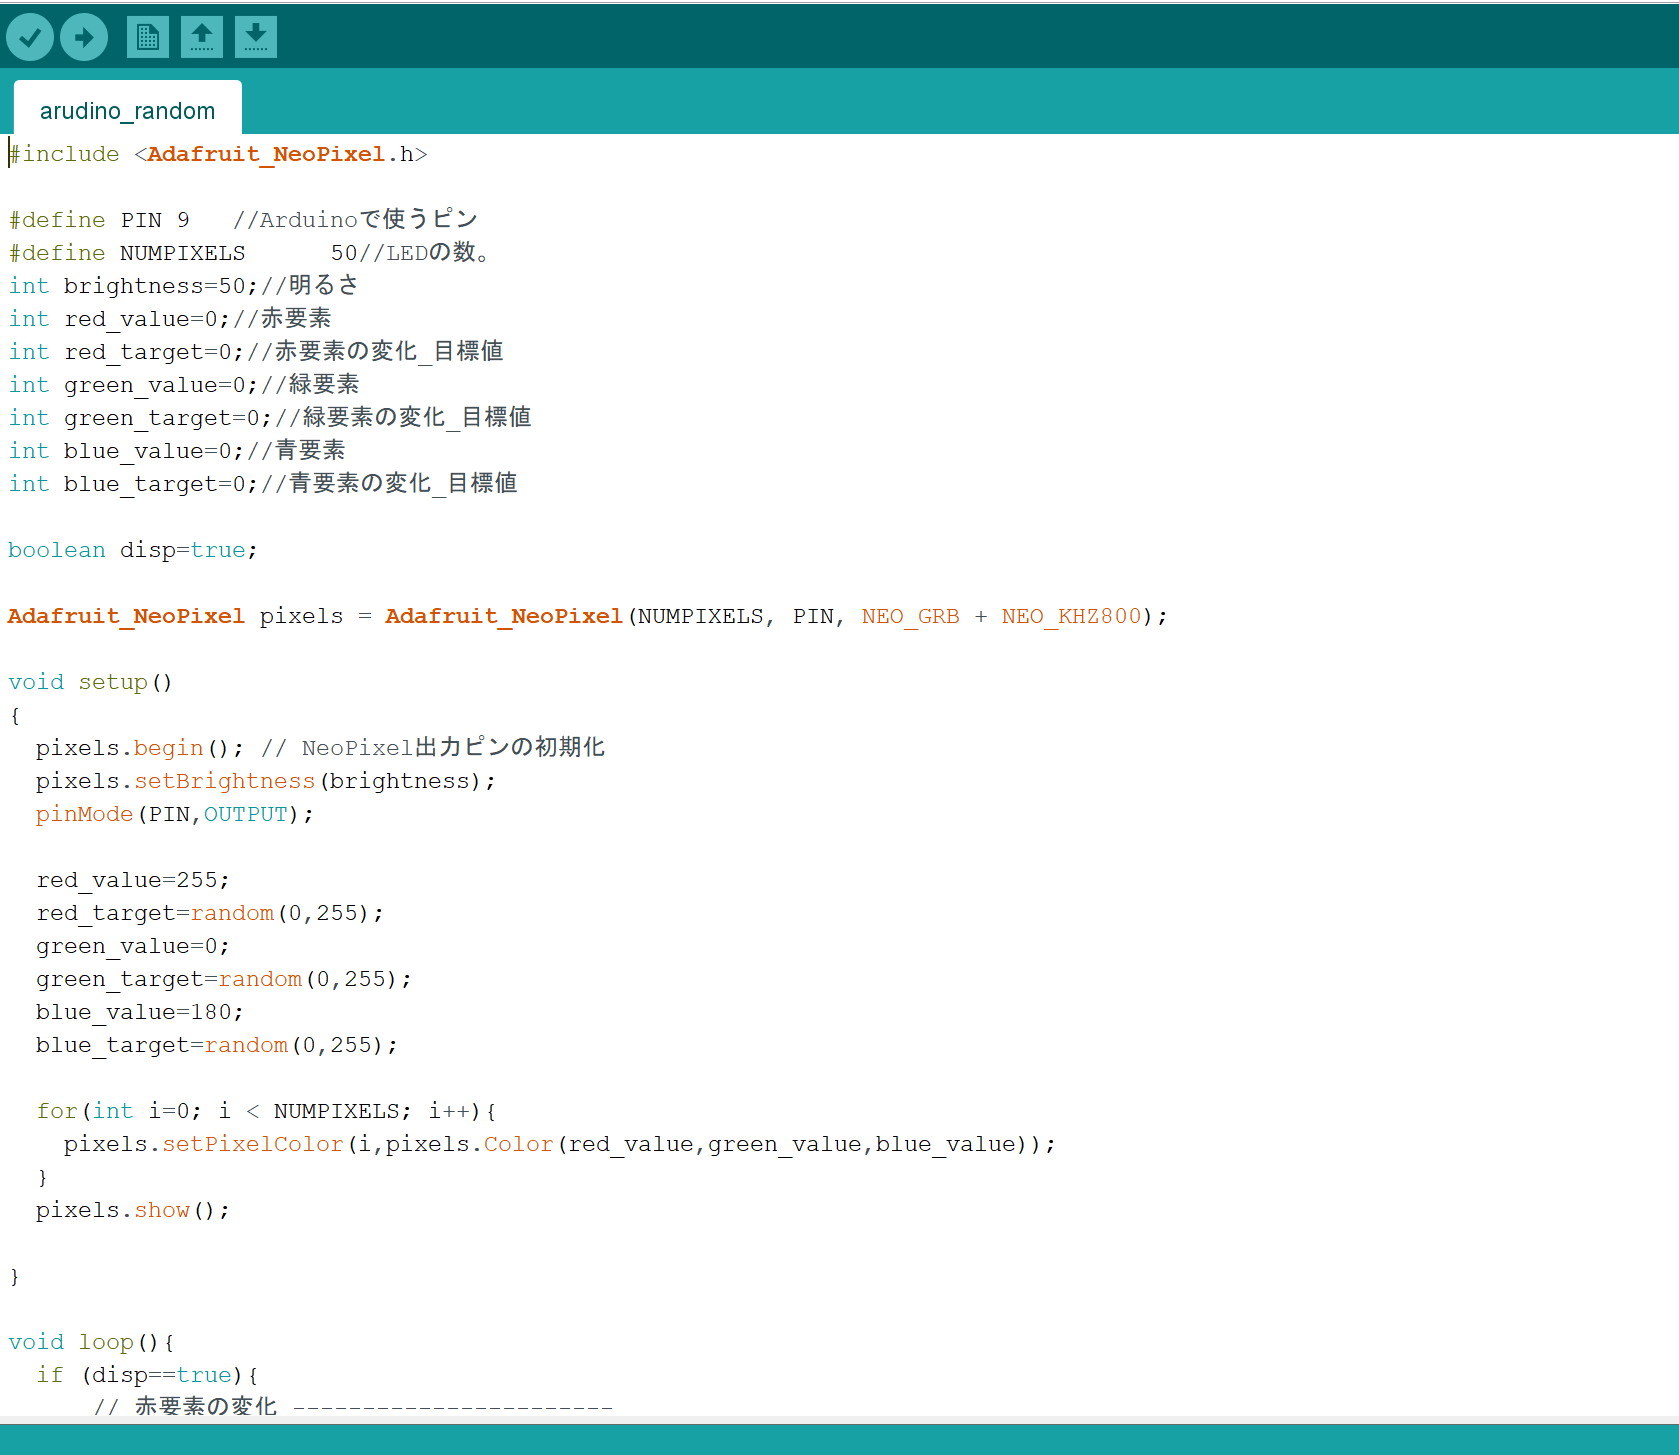 arudino_random
#include <Adafruit_NeoPixel.h>
#define PIN 9   //Arduinoで使うピン
#define NUMPIXELS      50//LEDの数。
int brightness=50;//明るさ
int red_value=0;//赤要素
int red_target=0;//赤要素の変化_目標値
int green_value=0;//緑要素
int green_target=0;//緑要素の変化_目標値
int blue_value=0;//青要素
int blue_target=0;//青要素の変化_目標値
boolean disp=true;
Adafruit_NeoPixel pixels = Adafruit_NeoPixel(NUMPIXELS, PIN, NEO_GRB + NEO_KHZ800);
void setup()
{
  pixels.begin(); // NeoPixel出力ピンの初期化
  pixels.setBrightness(brightness);
  pinMode(PIN,OUTPUT);
  red_value=255;
  red_target=random(0,255);
  green_value=0;
  green_target=random(0,255);
  blue_value=180;
  blue_target=random(0,255);
  for(int i=0; i < NUMPIXELS; i++){
    pixels.setPixelColor(i,pixels.Color(red_value,green_value,blue_value));
  }
  pixels.show();
}
void loop(){
  if (disp==true){
      // 赤要素の変化 -----------------------